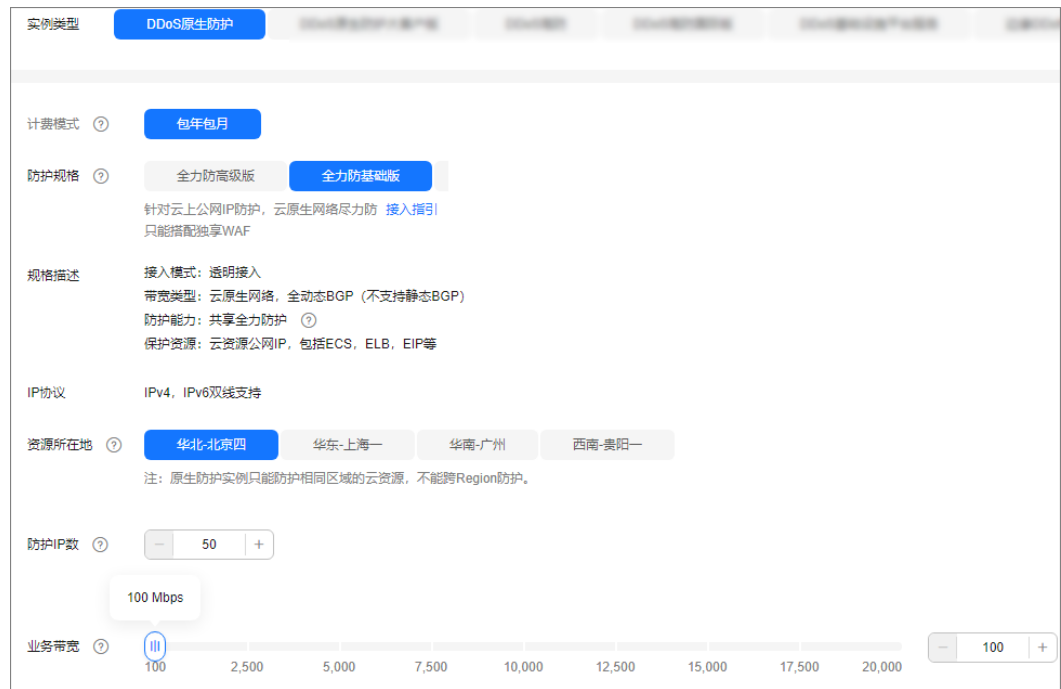 实例类型 DDoS原生防护
计费模式 包年包月
防护规格 全力防高级版 全力防基础版
针对云上公网IP防护，云原生网络尽力防 接入指引
只能搭配独享WAF
规格描述 接入模式：透明接入
带宽类型：云原生网络，全动态BGP（不支持静态BGP）
防护能力：共享全力防护
保护资源：云资源公网IP，包括ECS，ELB，EIP等
IP协议 IPv4，IPv6双线支持
资源所在地 华北-北京四 华东-上海一 华南-广州 西南-贵阳一
注：原生防护实例只能防护相同区域的云资源，不能跨Region防护。
防护IP数 − 50 +
100 Mbps
业务带宽 − 100 +
100 2,500 5,000 7,500 10,000 12,500 15,000 17,500 20,000